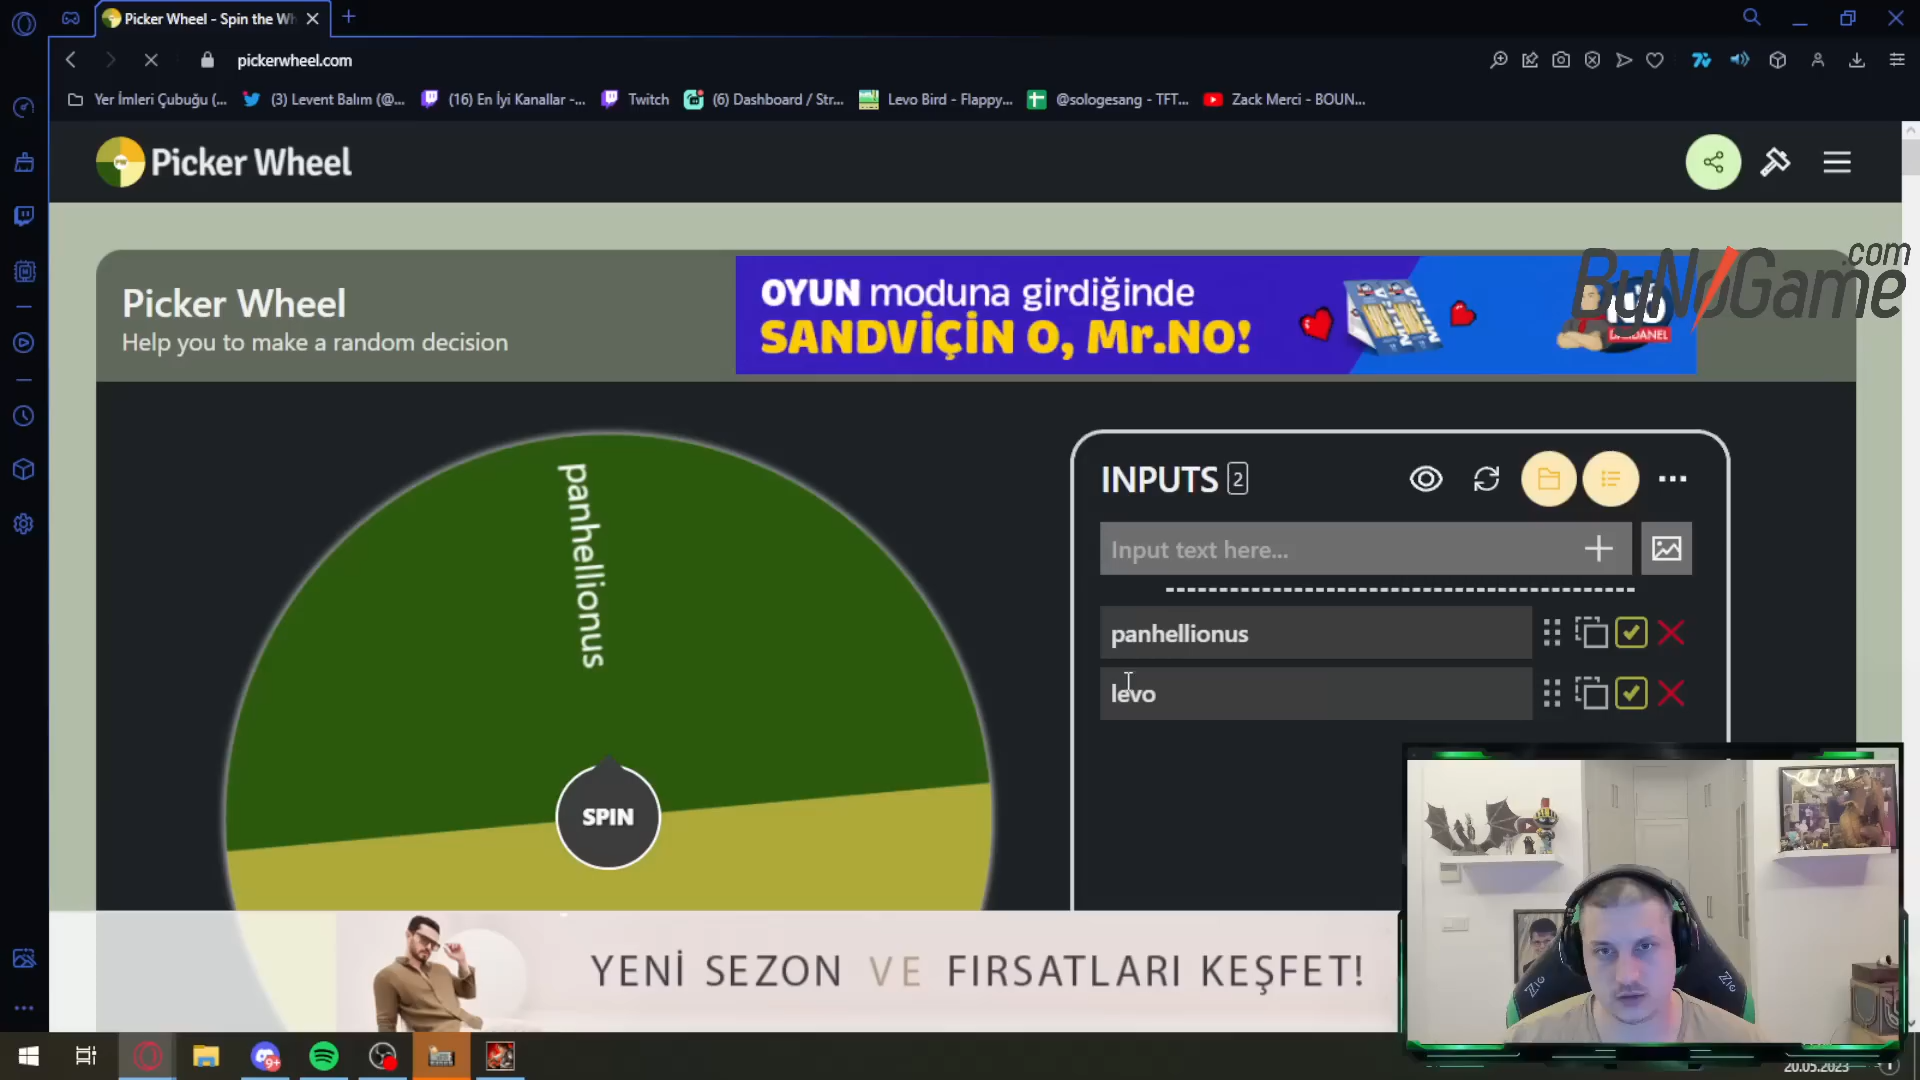 Picker Wheel - Spin the Wh
pickerwheel.com
Yer İmleri Çubuğu (...
(3) Levent Balım (@...
(16) En İyi Kanallar -...
Twitch
(6) Dashboard / Str...
Levo Bird - Flappy...
@sologesang - TFT...
Zack Merci - BOUN...
Picker Wheel
ByNoGame.com
Picker Wheel
Help you to make a random decision
OYUN moduna girdiğinde
SANDVİÇİN O, Mr.NO!
panhellionus
SPIN
INPUTS 2
Input text here...
panhellionus
levo
YENİ SEZON VE FIRSATLARI KEŞFET!
9+
20.05.2023